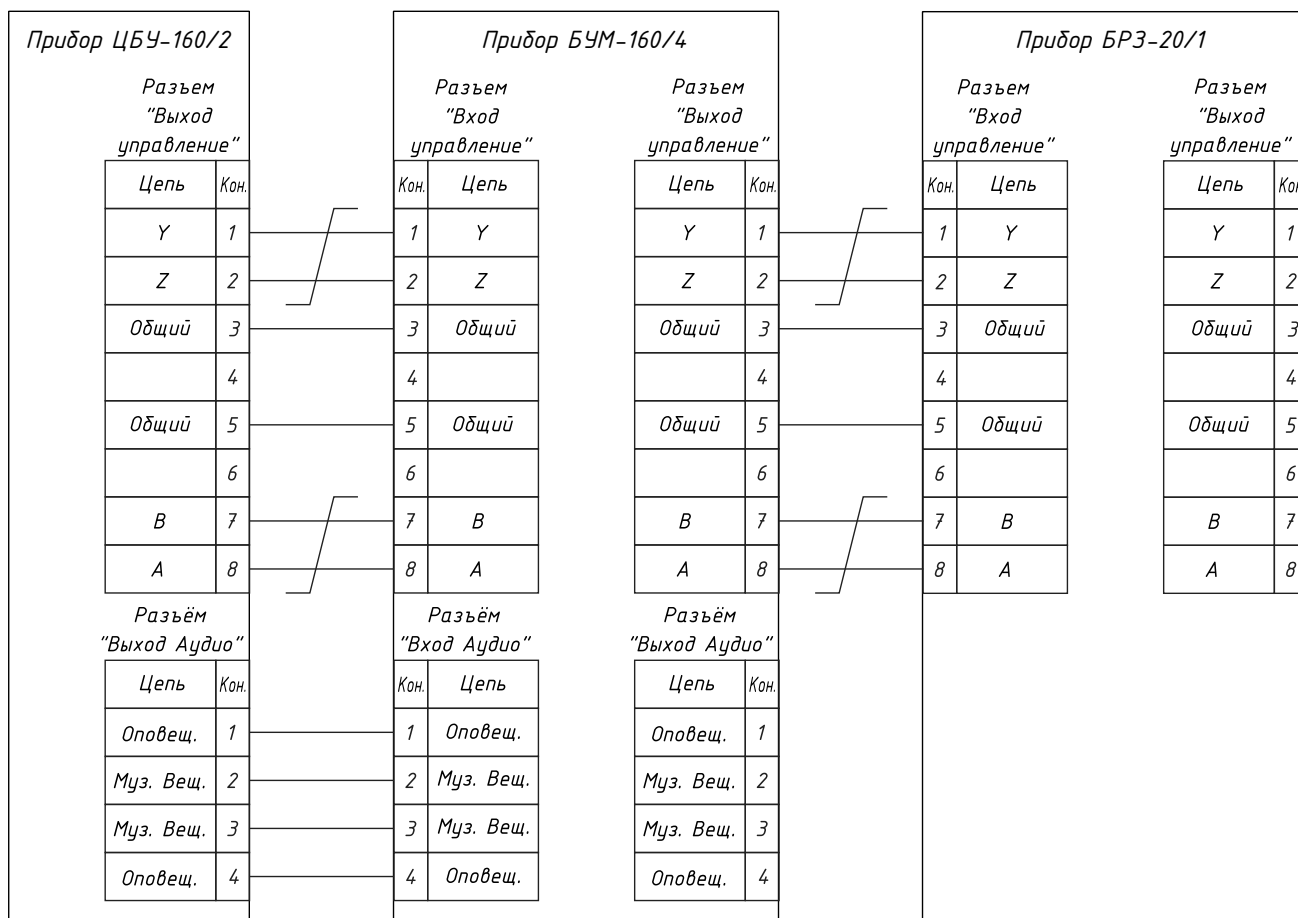 Прибор ЦБУ-160/2
Разъем
"Выход
управление"
Цепь Кон.
Y 1
Z 2
Общий 3
4
Общий 5
6
B 7
A 8
Разъём
"Выход Аудио"
Цепь Кон.
Оповещ. 1
Муз. Вещ. 2
Муз. Вещ. 3
Оповещ. 4
Прибор БУМ-160/4
Разъем
"Вход
управление"
Кон. Цепь
1 Y
2 Z
3 Общий
4
5 Общий
6
7 B
8 A
Разъём
"Вход Аудио"
Кон. Цепь
1 Оповещ.
2 Муз. Вещ.
3 Муз. Вещ.
4 Оповещ.
Разъем
"Выход
управление"
Цепь Кон.
Y 1
Z 2
Общий 3
4
Общий 5
6
B 7
A 8
Разъём
"Выход Аудио"
Цепь Кон.
Оповещ. 1
Муз. Вещ. 2
Муз. Вещ. 3
Оповещ. 4
Прибор БРЗ-20/1
Разъем
"Вход
управление"
Кон. Цепь
1 Y
2 Z
3 Общий
4
5 Общий
6
7 B
8 A
Разъем
"Выход
управление"
Цепь Кон
Y 1
Z 2
Общий 3
4
Общий 5
6
B 7
A 8